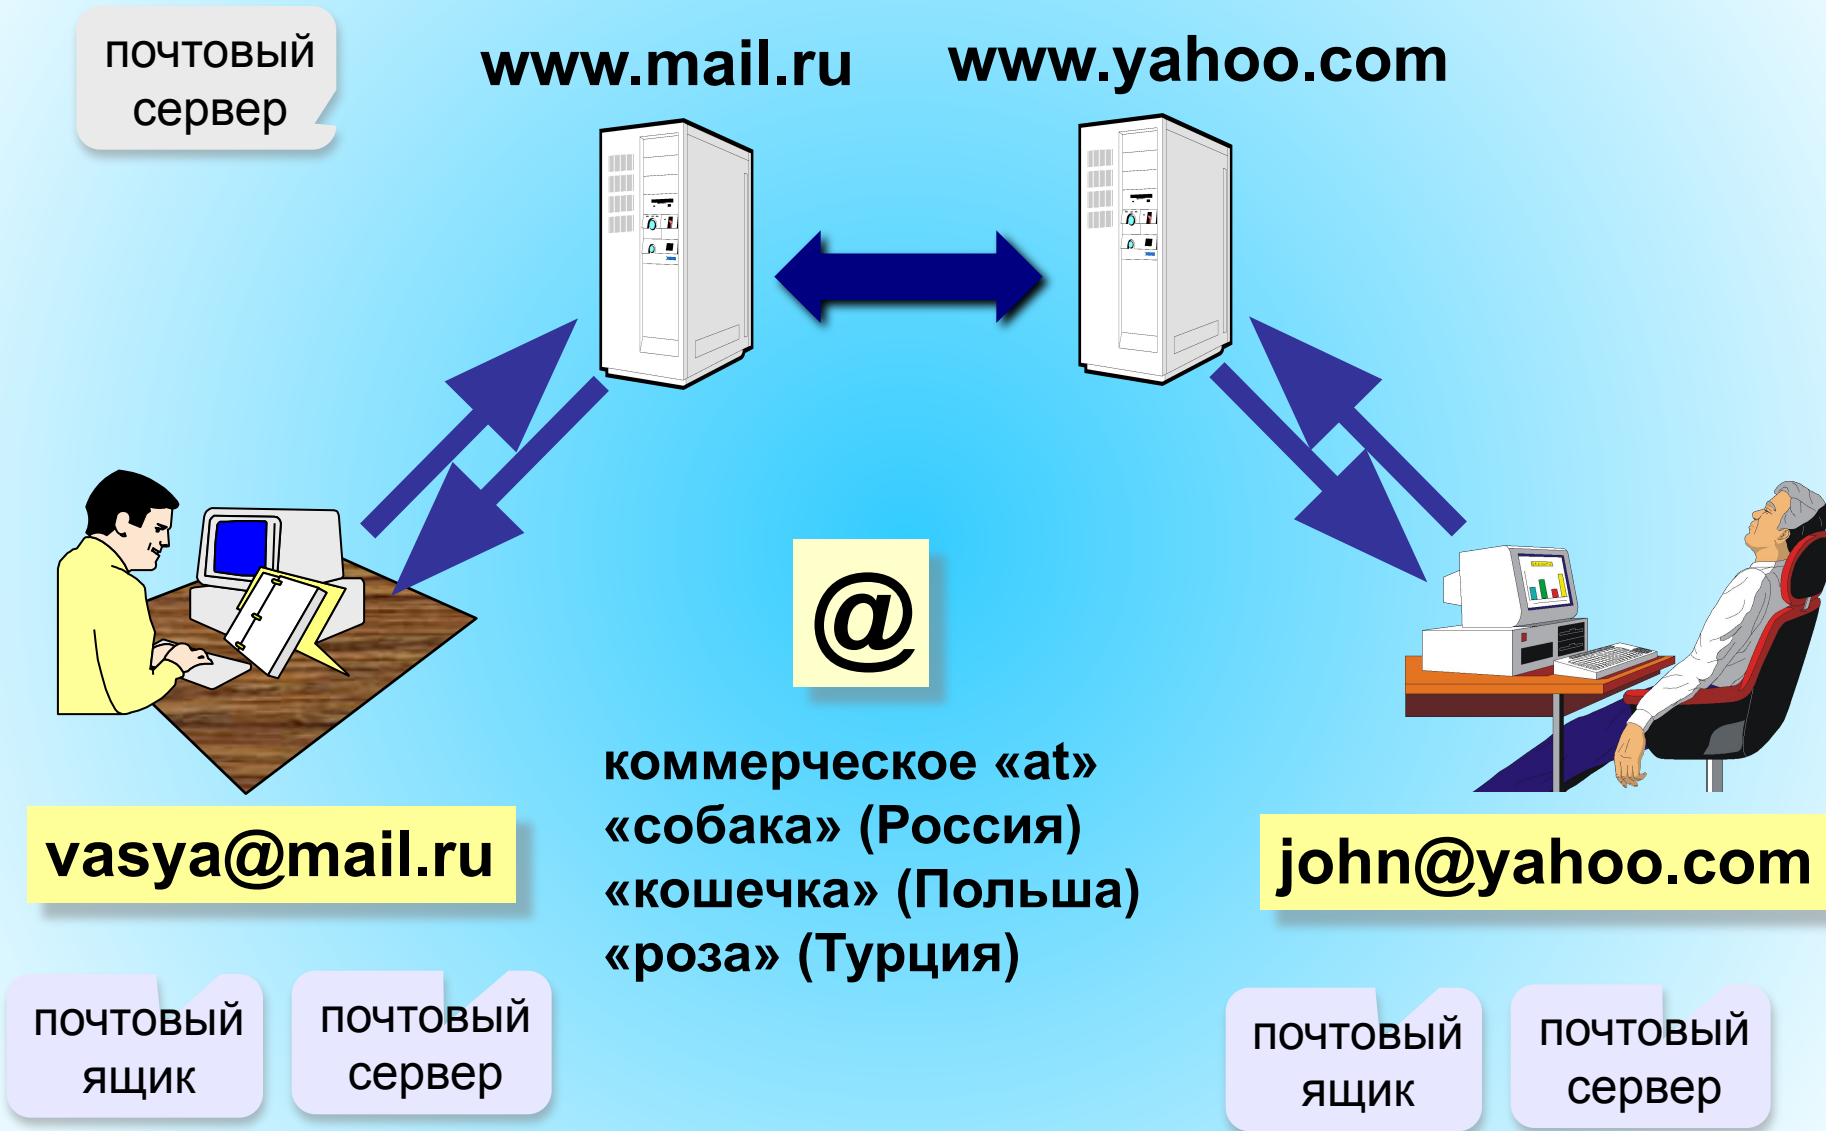 почтовый
сервер
www.mail.ru
www.yahoo.com
@
коммерческое «at»
«собака» (Россия)
«кошечка» (Польша)
«роза» (Турция)
vasya@mail.ru
john@yahoo.com
почтовый
ящик
почтовый
сервер
почтовый
ящик
почтовый
сервер